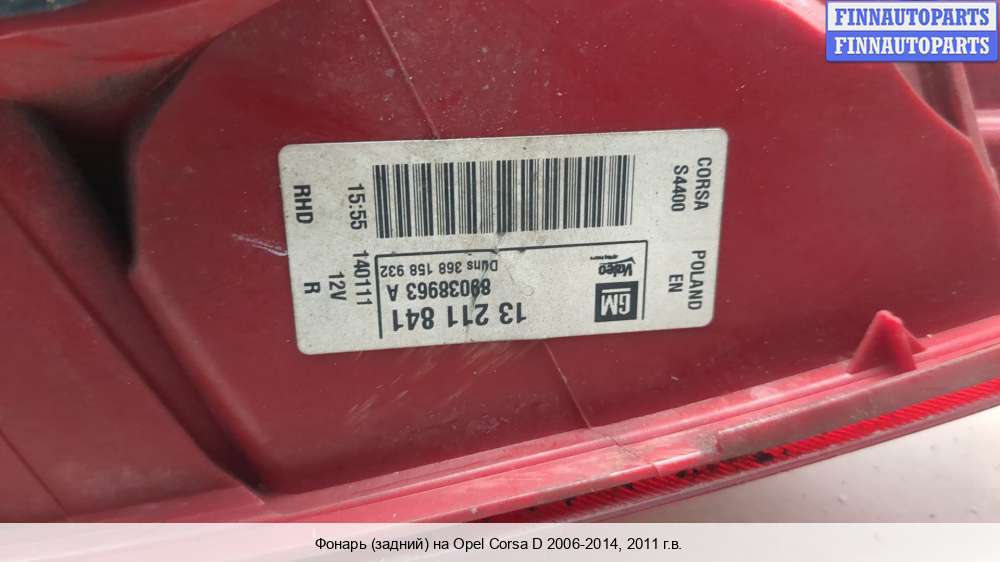 FINNAUTOPARTS
FINNAUTOPARTS
CORSA
S4400
POLAND
EN
GM
Valeo
13 211 841
89038963 A
Duns 368 158 932
15:55 140111
12V
RHD
R
Фонарь (задний) на Opel Corsa D 2006-2014, 2011 г.в.